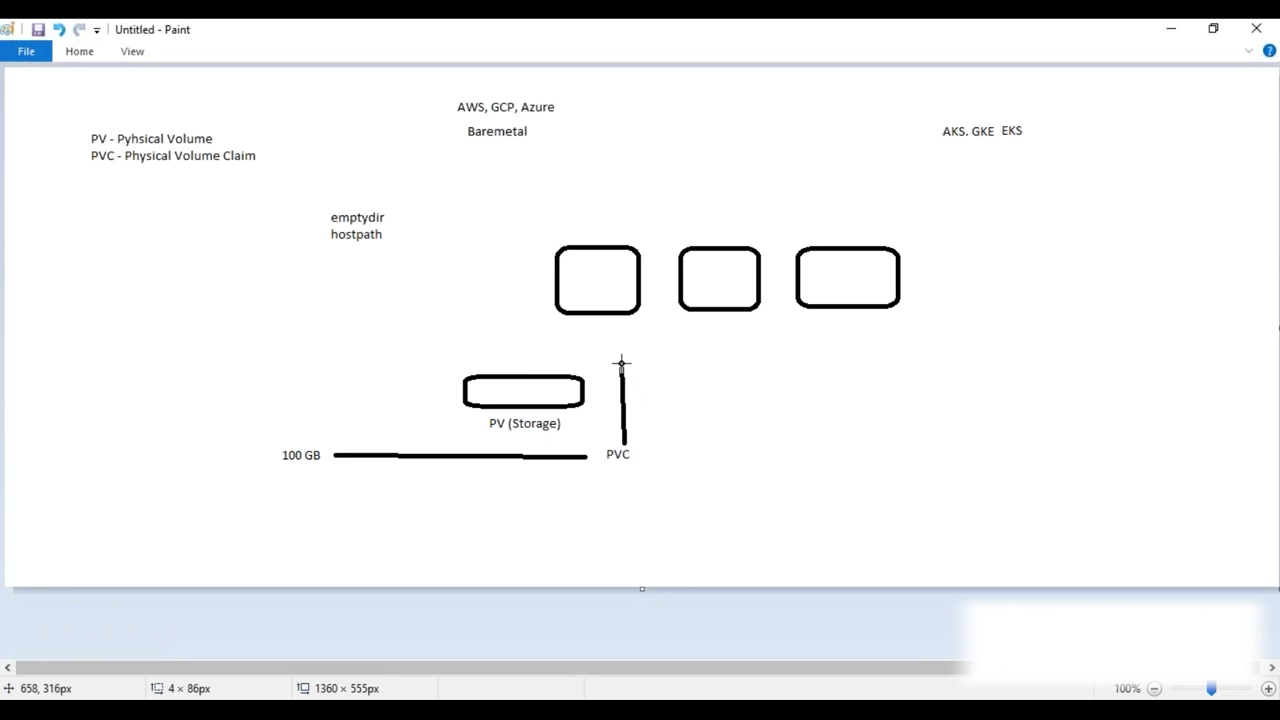 Untitled - Paint
File Home View
AWS, GCP, Azure
Baremetal
AKS. GKE EKS
PV - Pyhsical Volume
PVC - Physical Volume Claim
emptydir
hostpath
PV (Storage)
100 GB
PVC
658, 316px
4 × 86px
1360 × 555px
100%